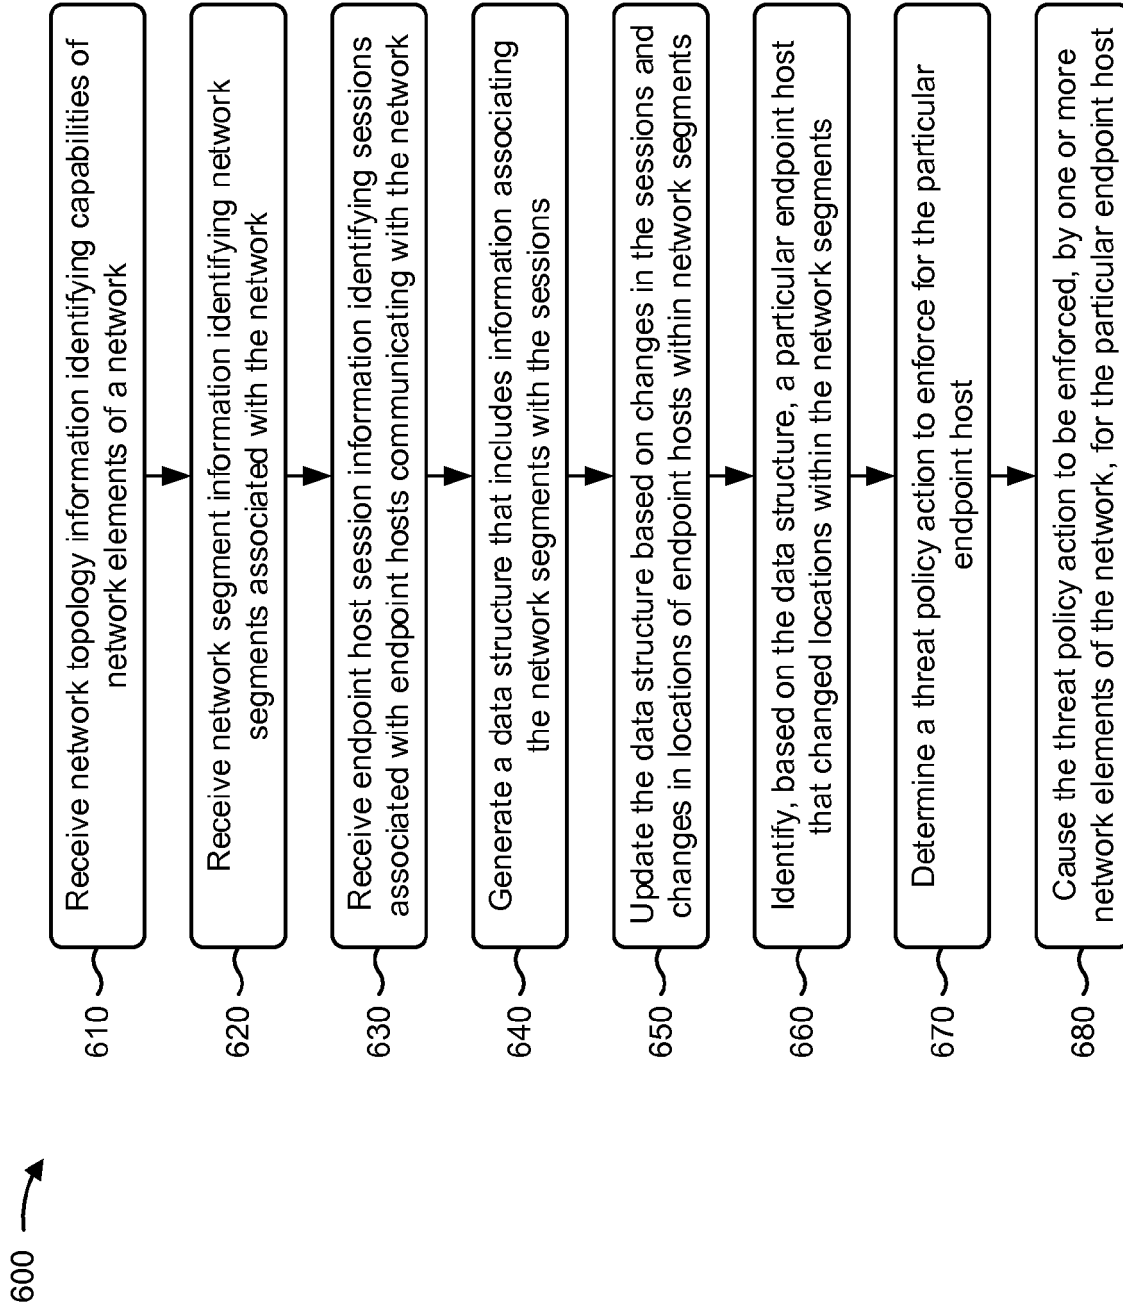 600
610
Receive network topology information identifying capabilities of
network elements of a network
620
Receive network segment information identifying network
segments associated with the network
630
Receive endpoint host session information identifying sessions
associated with endpoint hosts communicating with the network
640
Generate a data structure that includes information associating
the network segments with the sessions
650
Update the data structure based on changes in the sessions and
changes in locations of endpoint hosts within network segments
660
Identify, based on the data structure, a particular endpoint host
that changed locations within the network segments
670
Determine a threat policy action to enforce for the particular
endpoint host
680
Cause the threat policy action to be enforced, by one or more
network elements of the network, for the particular endpoint host